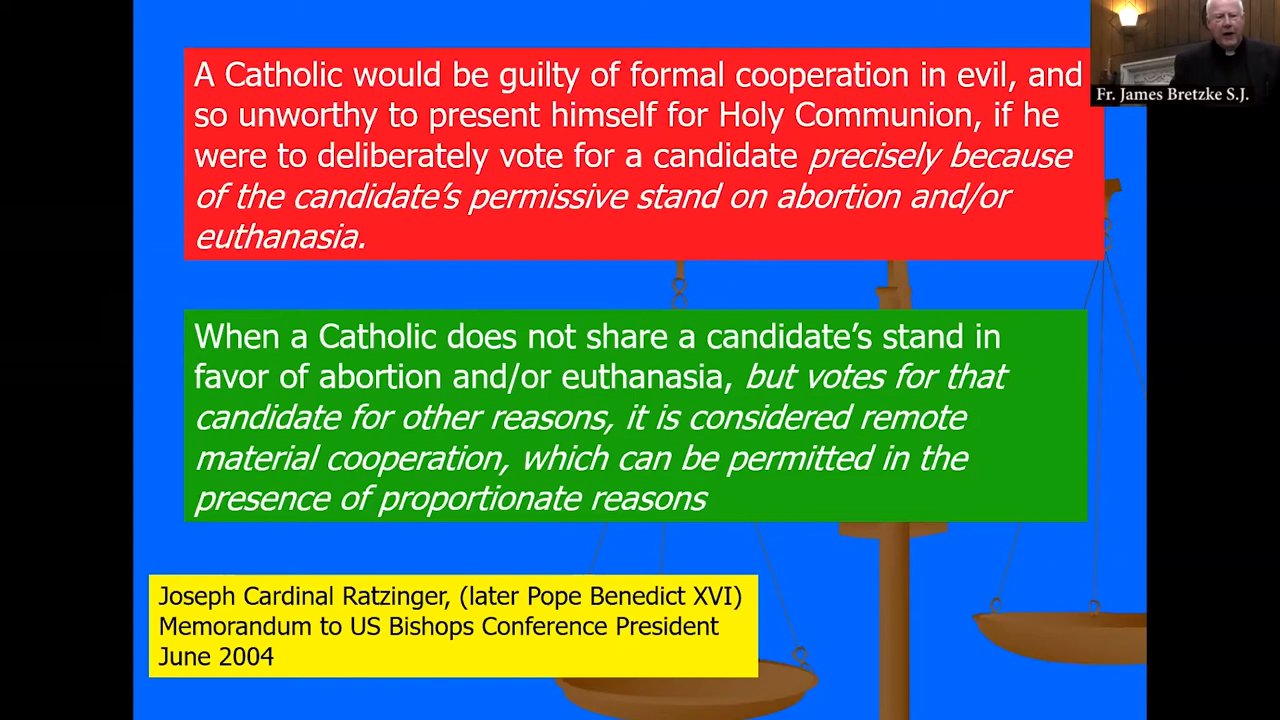 A Catholic would be guilty of formal cooperation in evil, and
so unworthy to present himself for Holy Communion, if he
were to deliberately vote for a candidate precisely because
of the candidate's permissive stand on abortion and/or
euthanasia.
Fr. James Bretzke S.J.
When a Catholic does not share a candidate's stand in
favor of abortion and/or euthanasia, but votes for that
candidate for other reasons, it is considered remote
material cooperation, which can be permitted in the
presence of proportionate reasons
Joseph Cardinal Ratzinger, (later Pope Benedict XVI)
Memorandum to US Bishops Conference President
June 2004